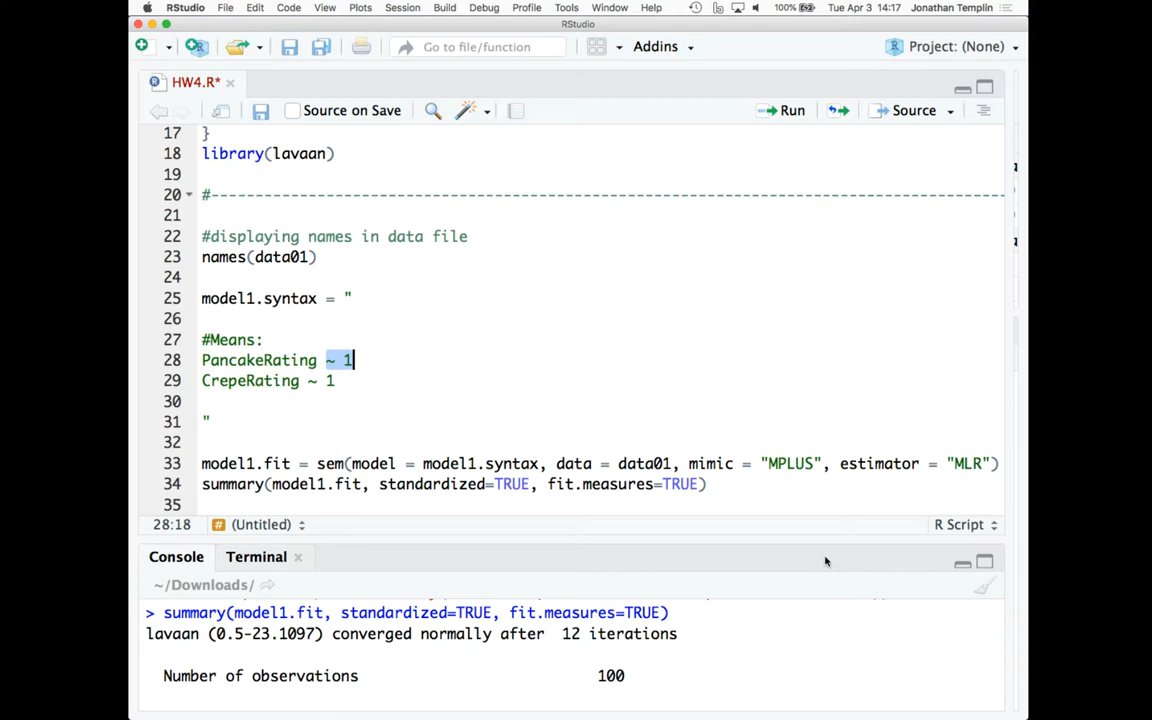 RStudio File Edit Code View Plots Session Build Debug Profile Tools Window Help 100% Tue Apr 3 14:17 Jonathan Templin
RStudio
Go to file/function Addins Project: (None)
HW4.R*
Source on Save Run Source
17 }
18 library(lavaan)
19
20 #---------------------------------------------------------------------------------------------
21
22 #displaying names in data file
23 names(data01)
24
25 model1.syntax = "
26
27 #Means:
28 PancakeRating ~ 1
29 CrepeRating ~ 1
30
31 "
32
33 model1.fit = sem(model = model1.syntax, data = data01, mimic = "MPLUS", estimator = "MLR")
34 summary(model1.fit, standardized=TRUE, fit.measures=TRUE)
35
28:18 # (Untitled) R Script
Console Terminal
~/Downloads/
> summary(model1.fit, standardized=TRUE, fit.measures=TRUE)
lavaan (0.5-23.1097) converged normally after 12 iterations
Number of observations 100